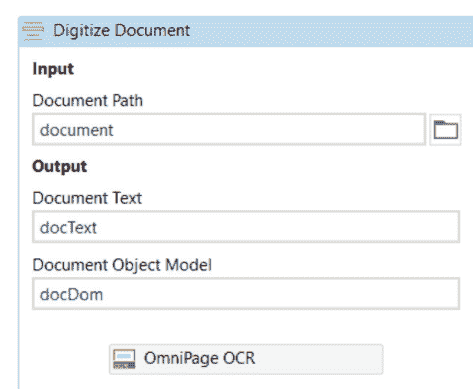 Digitize Document
Input
Document Path
document
Output
Document Text
docText
Document Object Model
docDom
OmniPage OCR